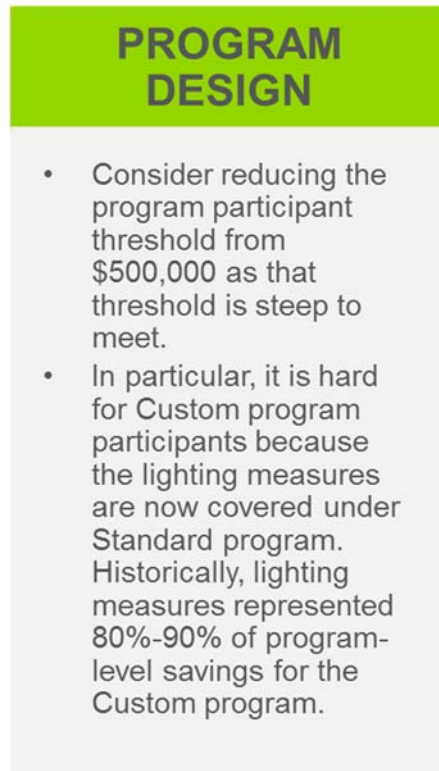 PROGRAM
DESIGN
• Consider reducing the
program participant
threshold from
$500,000 as that
threshold is steep to
meet.
• In particular, it is hard
for Custom program
participants because
the lighting measures
are now covered under
Standard program.
Historically, lighting
measures represented
80%-90% of program-
level savings for the
Custom program.